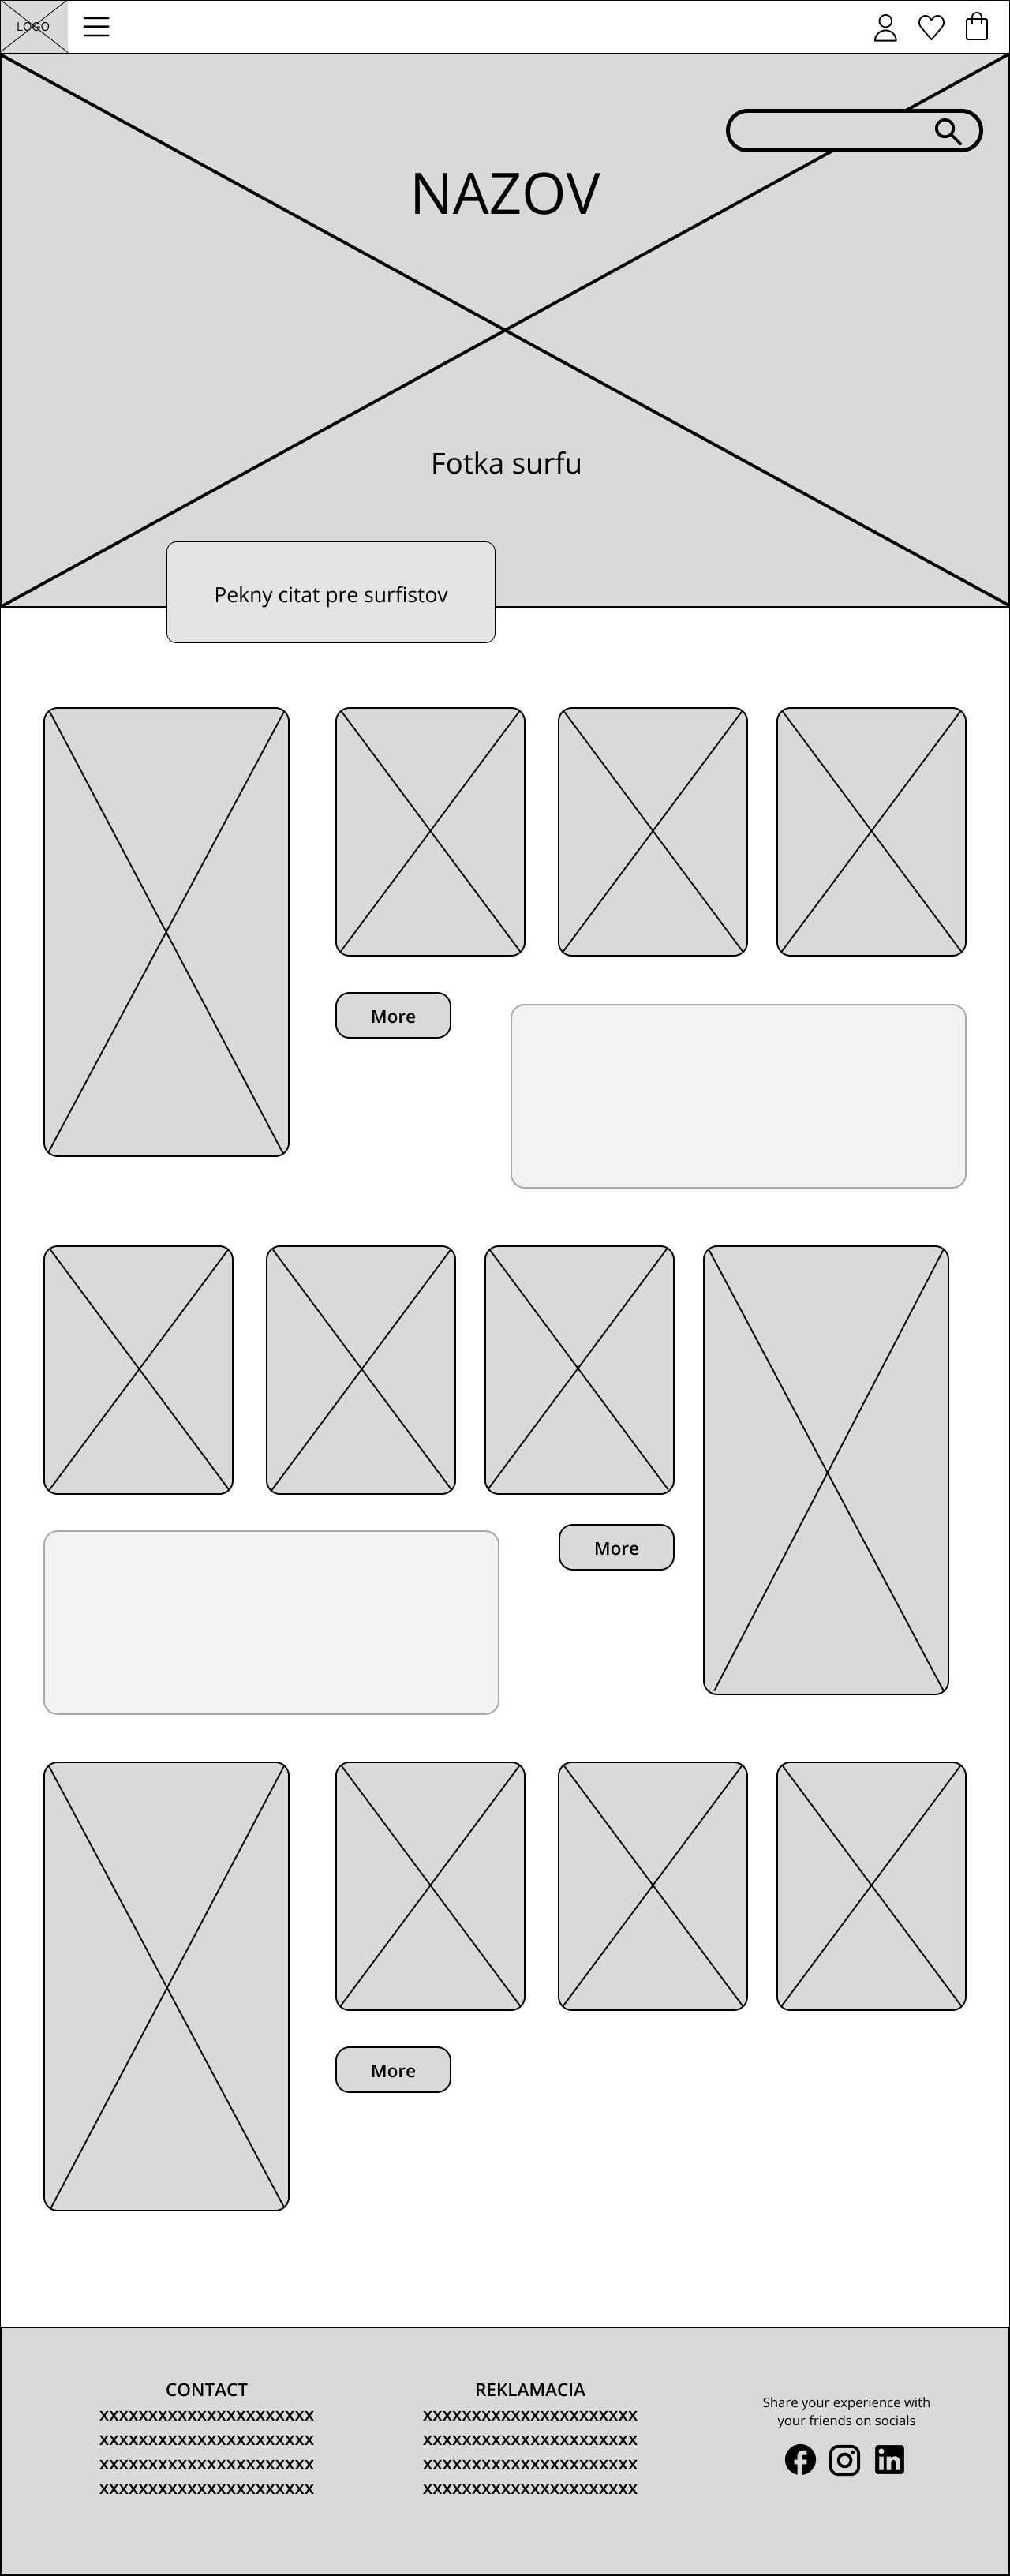 LOGO
NAZOV
Fotka surfu
Pekny citat pre surfistov
More
More
More
CONTACT
xxxxxxxxxxxxxxxxxxxxxx
xxxxxxxxxxxxxxxxxxxxxx
xxxxxxxxxxxxxxxxxxxxxx
xxxxxxxxxxxxxxxxxxxxxx
REKLAMACIA
xxxxxxxxxxxxxxxxxxxxxx
xxxxxxxxxxxxxxxxxxxxxx
xxxxxxxxxxxxxxxxxxxxxx
xxxxxxxxxxxxxxxxxxxxxx
Share your experience with
your friends on socials